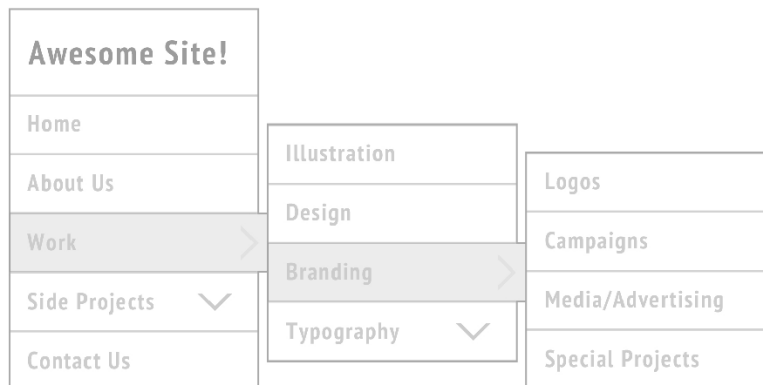 Awesome Site!
Home
About Us
Work
Side Projects
Contact Us
Illustration
Design
Branding
Typography
Logos
Campaigns
Media/Advertising
Special Projects